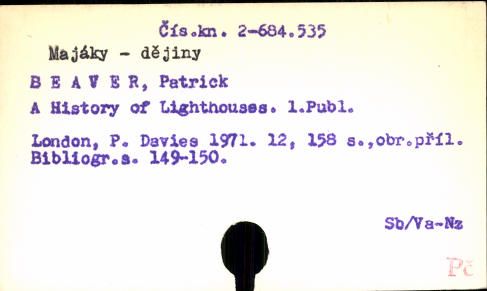 Čís.kn. 2-684.535
Majáky - dějiny
B E A V E R, Patrick
A History of Lighthouses. 1.Publ.
London, P. Davies 1971. 12, 158 s.,obr.příl.
Bibliogr.s. 149-150.
Sb/Va-Nz
Pč